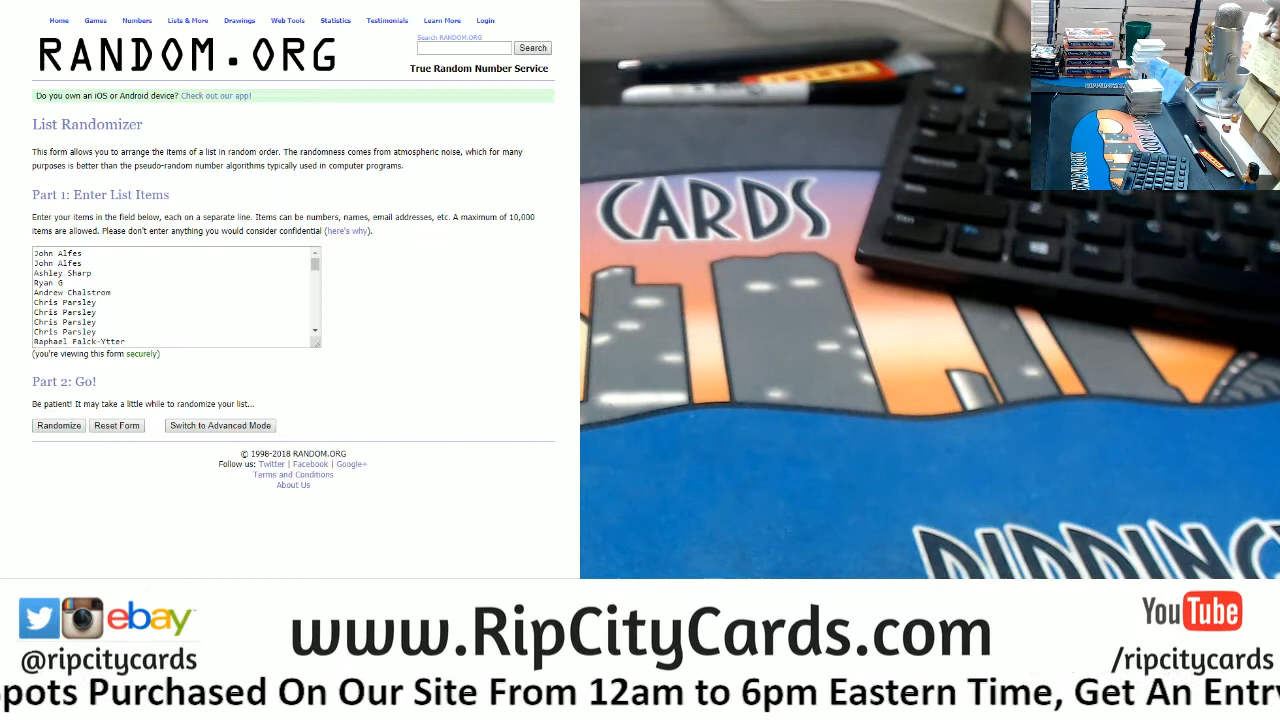 Home Games Numbers Lists & More Drawings Web Tools Statistics Testimonials Learn More Login
RANDOM.ORG
Search RANDOM.ORG
Search
True Random Number Service
Do you own an iOS or Android device? Check out our app!
List Randomizer
This form allows you to arrange the items of a list in random order. The randomness comes from atmospheric noise, which for many
purposes is better than the pseudo-random number algorithms typically used in computer programs.
Part 1: Enter List Items
Enter your items in the field below, each on a separate line. Items can be numbers, names, email addresses, etc. A maximum of 10,000
items are allowed. Please don't enter anything you would consider confidential (here's why).
John Alfes
John Alfes
Ashley Sharp
Ryan G
Andrew Chalstrom
Chris Parsley
Chris Parsley
Chris Parsley
Chris Parsley
Raphael Falck-Ytter
(you're viewing this form securely)
Part 2: Go!
Be patient! It may take a little while to randomize your list...
Randomize Reset Form Switch to Advanced Mode
© 1998-2018 RANDOM.ORG
Follow us: Twitter | Facebook | Google+
Terms and Conditions
About Us
CARDS
ebay
@ripcitycards
www.RipCityCards.com
YouTube
/ripcitycards
Spots Purchased On Our Site From 12am to 6pm Eastern Time, Get An Entry